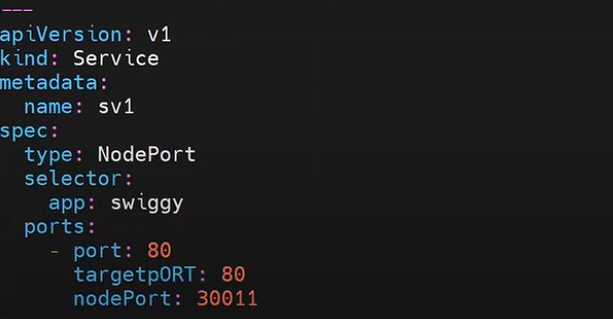 ---
apiVersion: v1
kind: Service
metadata:
  name: sv1
spec:
  type: NodePort
  selector:
    app: swiggy
  ports:
    - port: 80
      targetpORT: 80
      nodePort: 30011